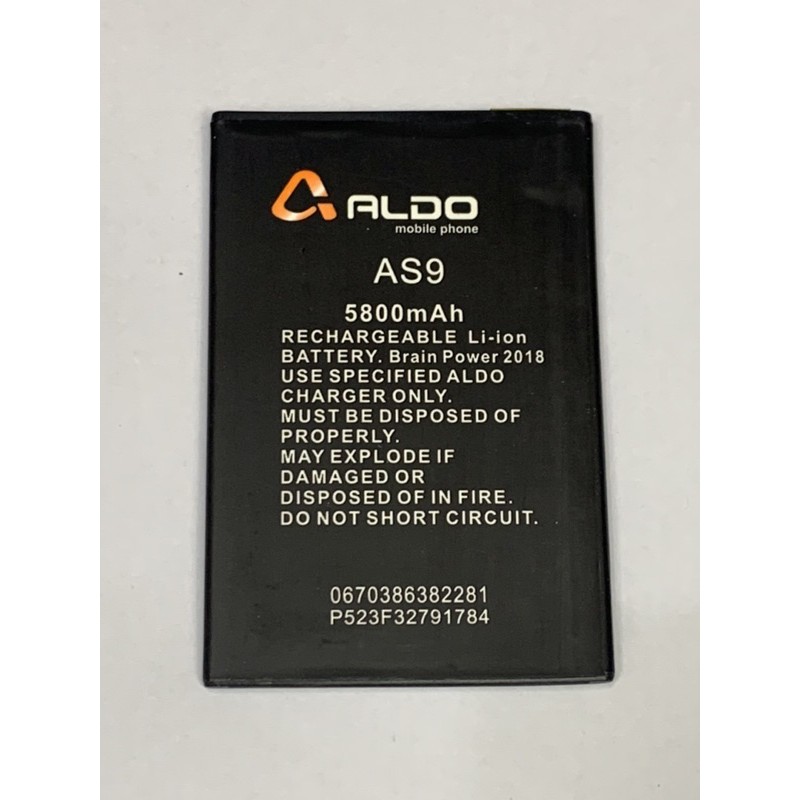 ALDO
mobile phone
AS9
5800mAh
RECHARGEABLE Li-ion
BATTERY. Brain Power 2018
USE SPECIFIED ALDO
CHARGER ONLY.
MUST BE DISPOSED OF
PROPERLY.
MAY EXPLODE IF
DAMAGED OR
DISPOSED OF IN FIRE.
DO NOT SHORT CIRCUIT.
0670386382281
P523F32791784